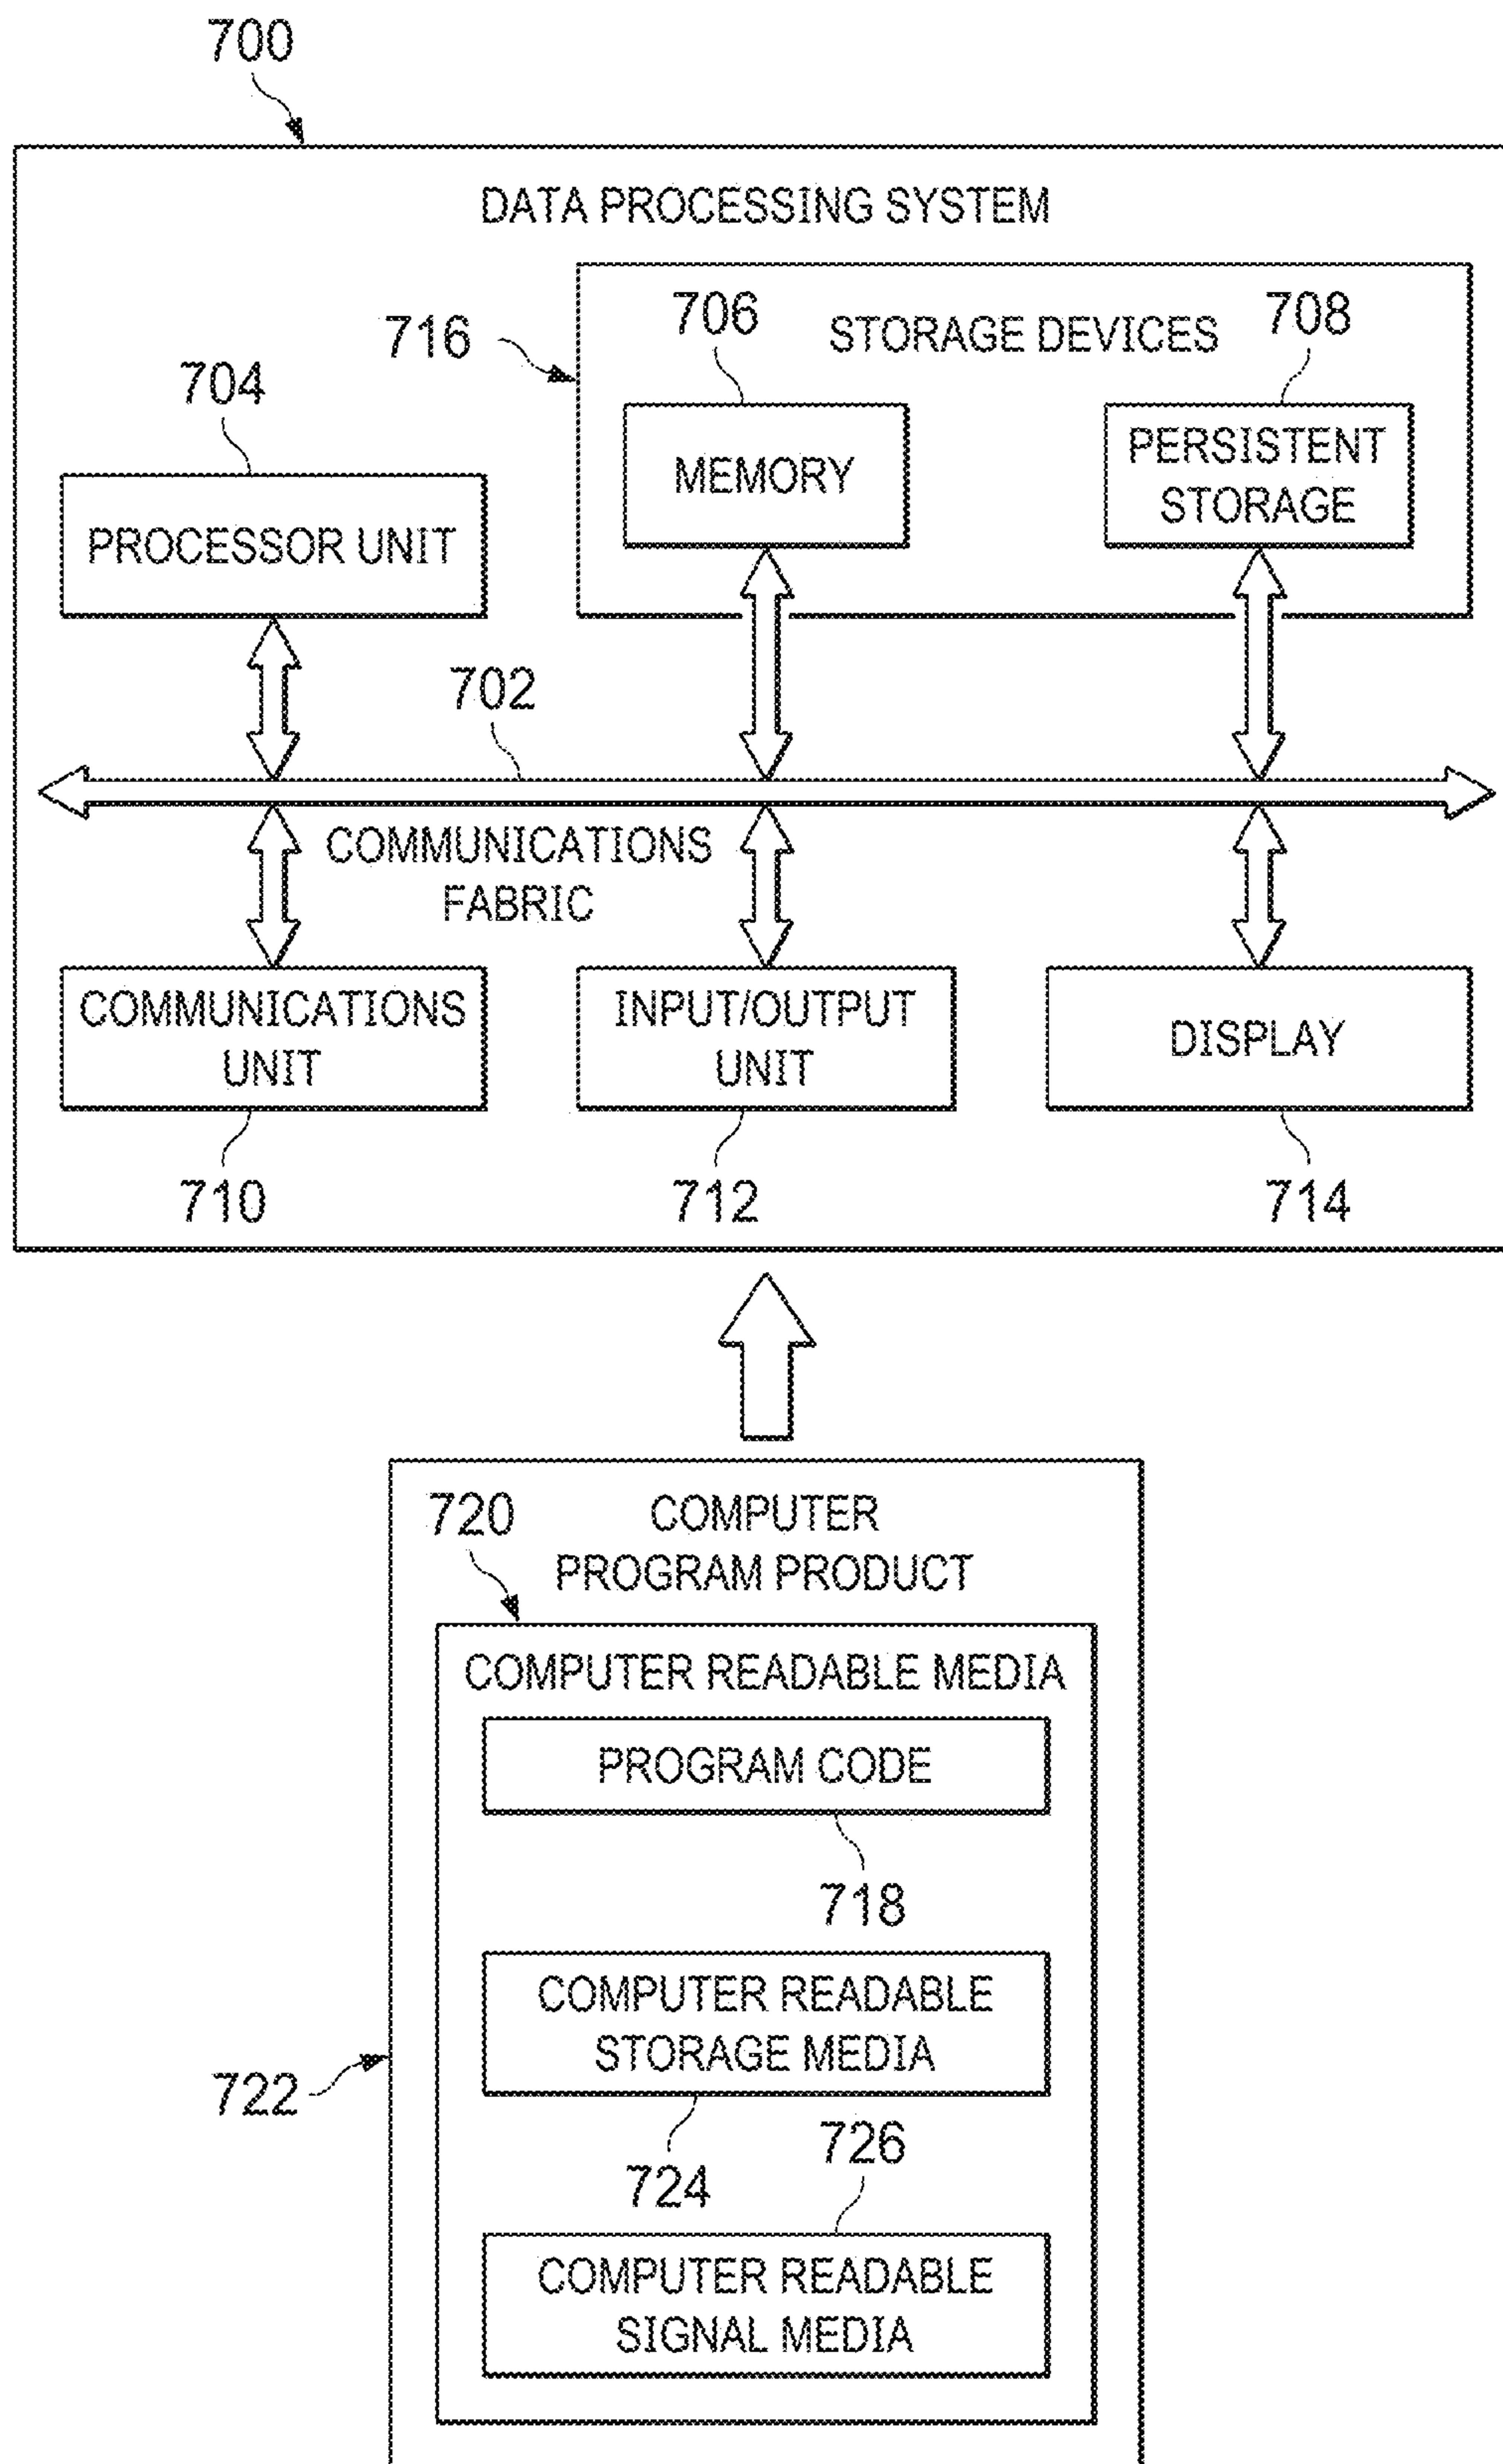 700
DATA PROCESSING SYSTEM
716
706
STORAGE DEVICES
708
704
MEMORY
PERSISTENT
STORAGE
PROCESSOR UNIT
702
COMMUNICATIONS
FABRIC
COMMUNICATIONS
UNIT
INPUT/OUTPUT
UNIT
DISPLAY
710
712
714
720
COMPUTER
PROGRAM PRODUCT
COMPUTER READABLE MEDIA
PROGRAM CODE
718
COMPUTER READABLE
STORAGE MEDIA
722
724
726
COMPUTER READABLE
SIGNAL MEDIA